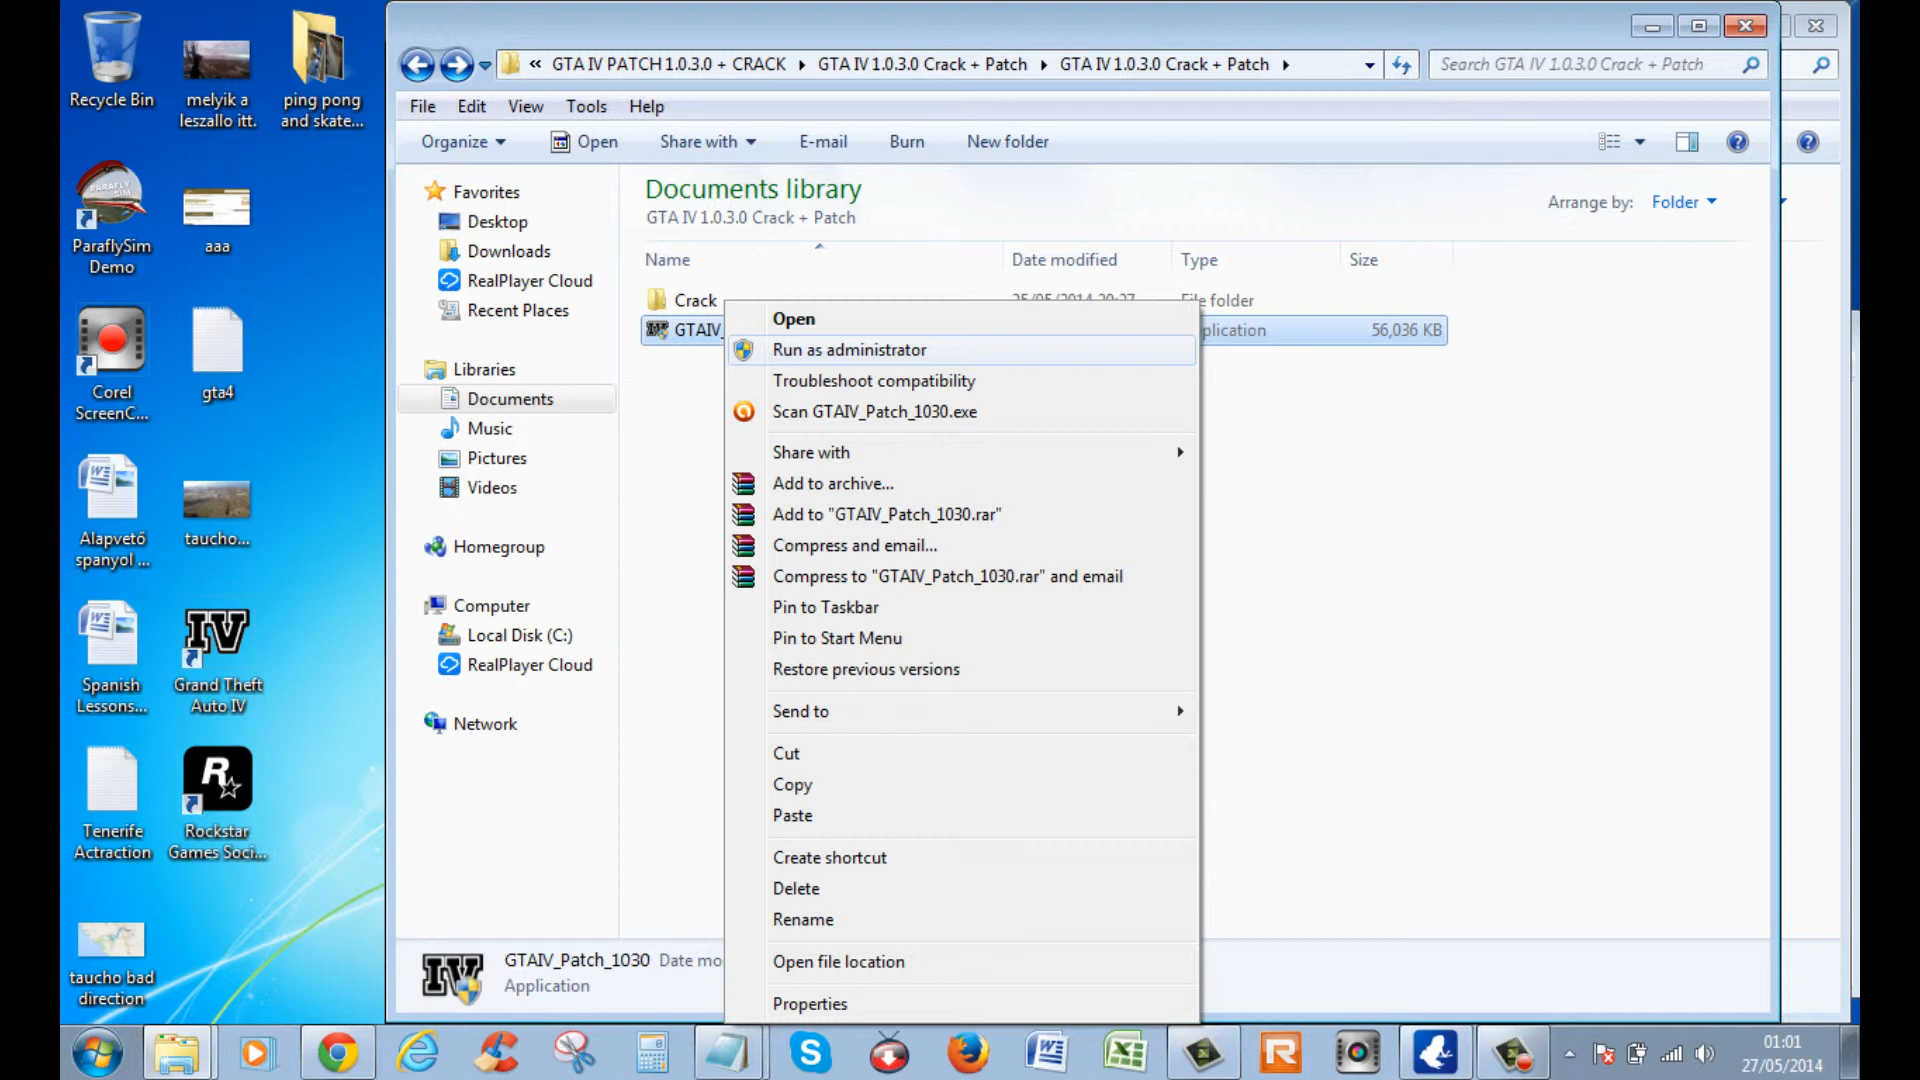 Recycle Bin
melyik a
leszallo itt.
ping pong
and skate...
PARAFLY
SIM
ParaflySim
Demo
aaa
Corel
ScreenC...
gta4
Alapvető
spanyol ...
taucho...
Spanish
Lessons...
IV
Grand Theft
Auto IV
Tenerife
Actraction
R
Rockstar
Games Soci...
taucho bad
direction
« GTA IV PATCH 1.0.3.0 + CRACK
GTA IV 1.0.3.0 Crack + Patch
GTA IV 1.0.3.0 Crack + Patch
Search GTA IV 1.0.3.0 Crack + Patch
File Edit View Tools Help
Organize
Open
Share with
E-mail
Burn
New folder
Favorites
Desktop
Downloads
RealPlayer Cloud
Recent Places
Libraries
Documents
Music
Pictures
Videos
Homegroup
Computer
Local Disk (C:)
RealPlayer Cloud
Network
Documents library
GTA IV 1.0.3.0 Crack + Patch
Arrange by: Folder
Name Date modified Type Size
Crack 25/05/2014 20:27 File folder
GTAIV_ plication 56,036 KB
Open
Run as administrator
Troubleshoot compatibility
Scan GTAIV_Patch_1030.exe
Share with
Add to archive...
Add to "GTAIV_Patch_1030.rar"
Compress and email...
Compress to "GTAIV_Patch_1030.rar" and email
Pin to Taskbar
Pin to Start Menu
Restore previous versions
Send to
Cut
Copy
Paste
Create shortcut
Delete
Rename
Open file location
Properties
IV
GTAIV_Patch_1030 Date mo
Application
01:01
27/05/2014